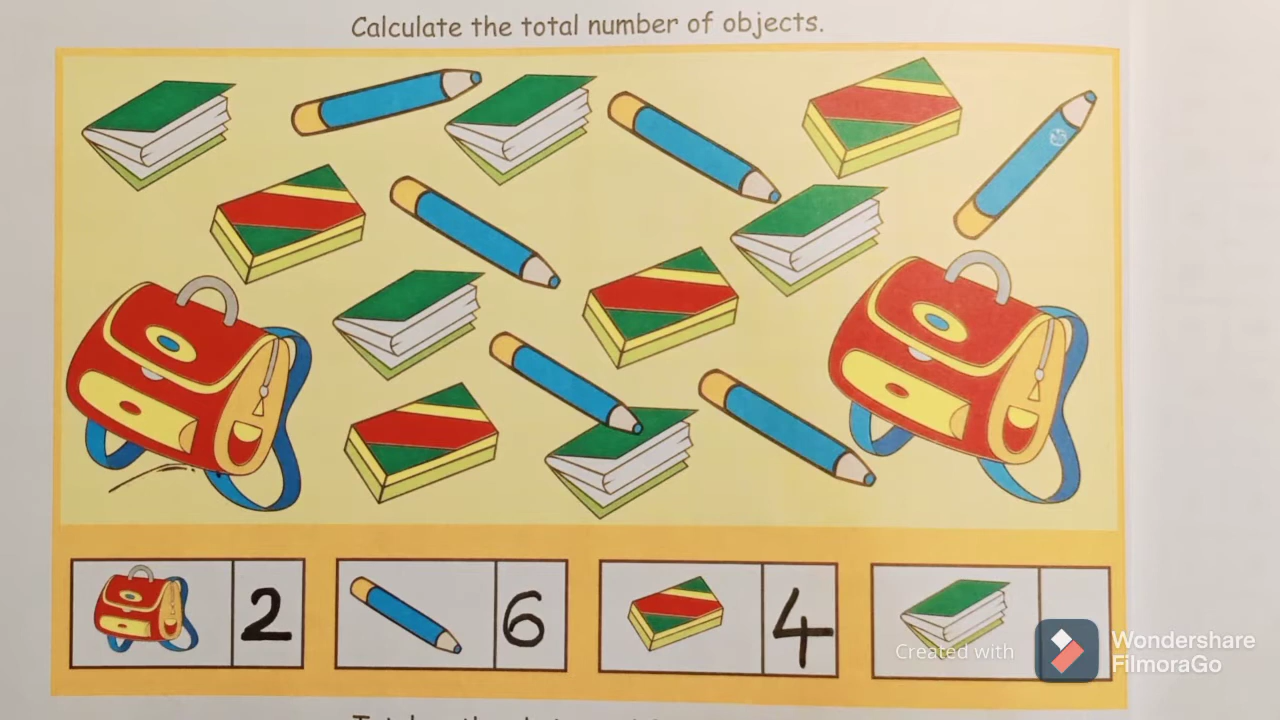 Calculate the total number of objects.
2
6
4
Created with
Wondershare
FilmoraGo